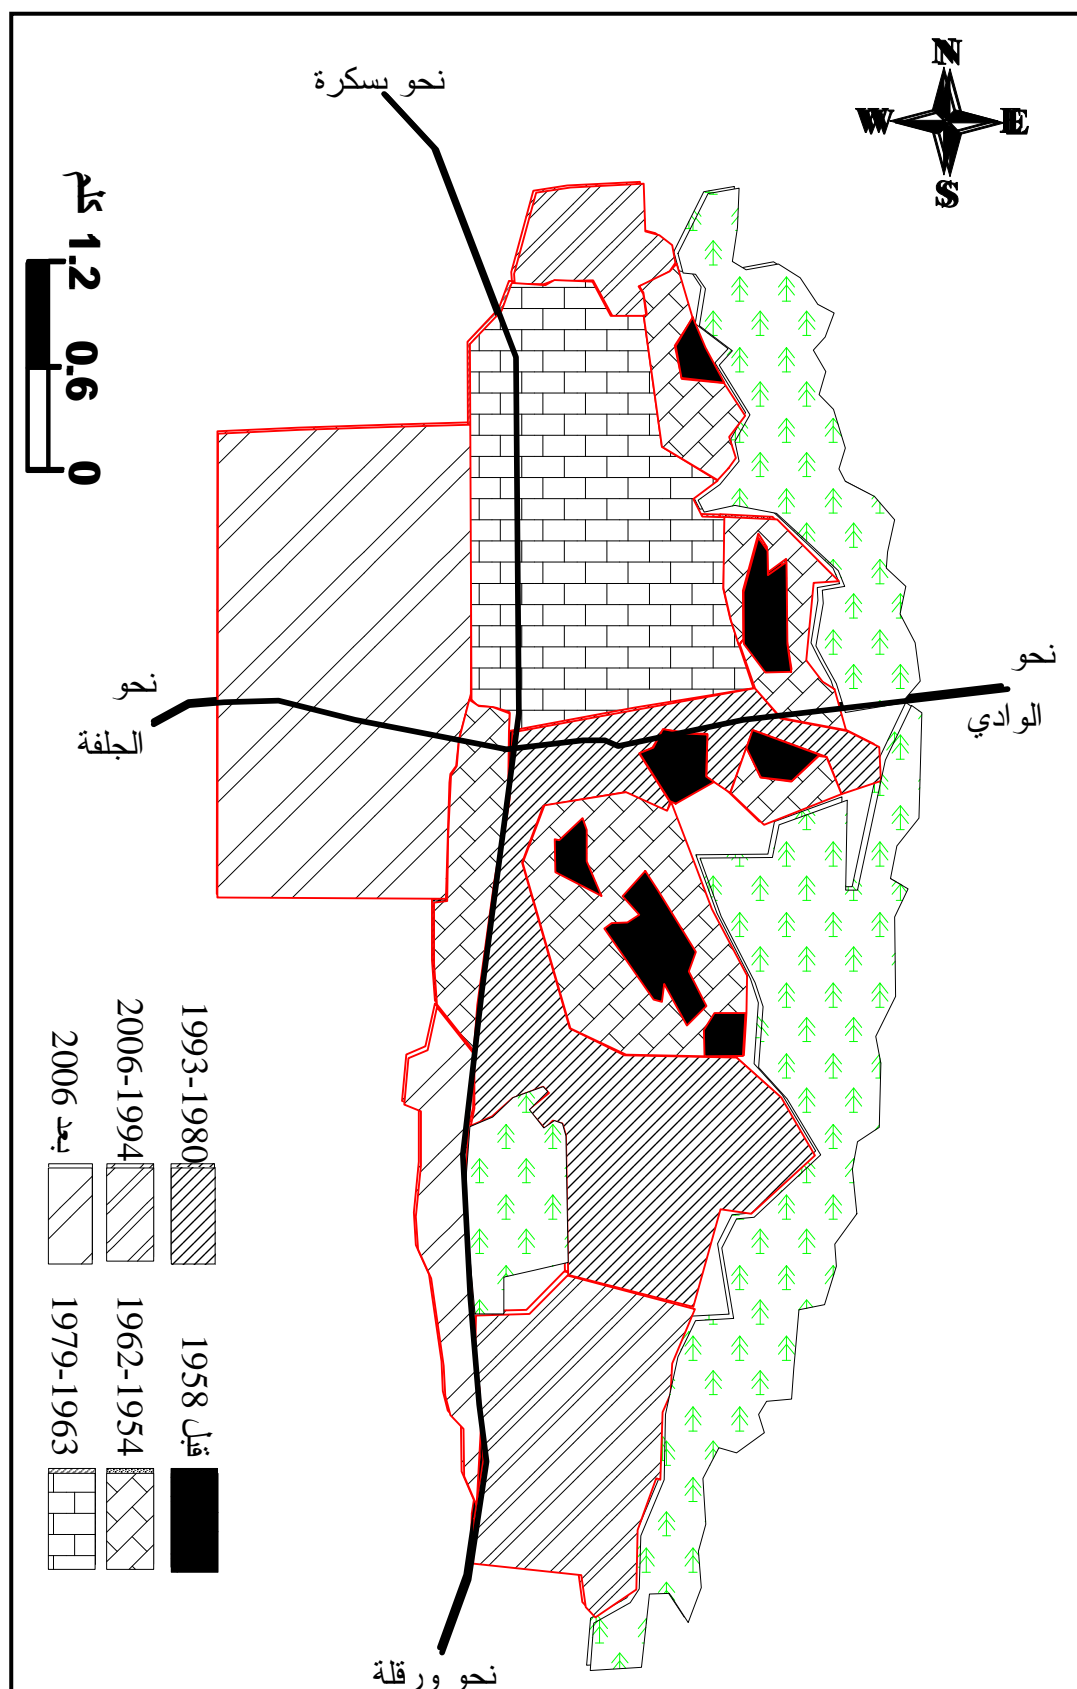 N
W
E
S
نحو بسكرة
كلم 1.2
0.6
0
نحو
الوادي
نحو
الجلفة
1993-1980
2006-1994
بعد 2006
قبل 1958
1962-1954
1979-1963
نحو ورقلة